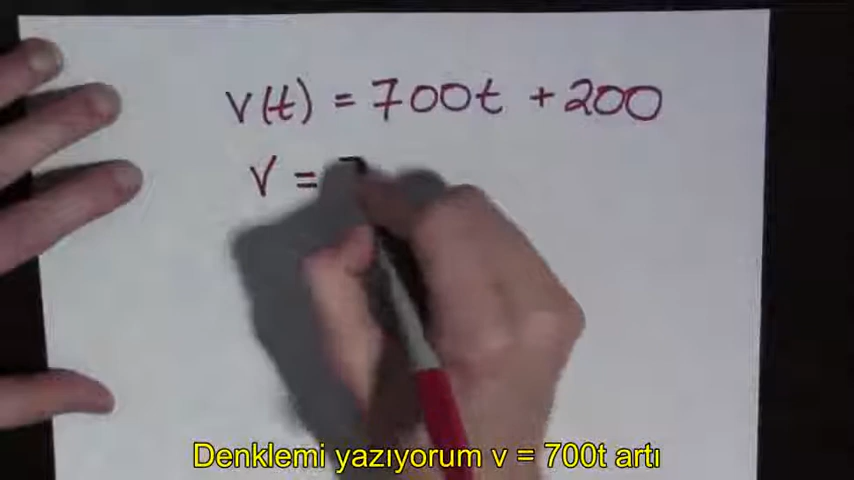 v(t) = 700t + 200
v =
Denklemi yazıyorum v = 700t artı